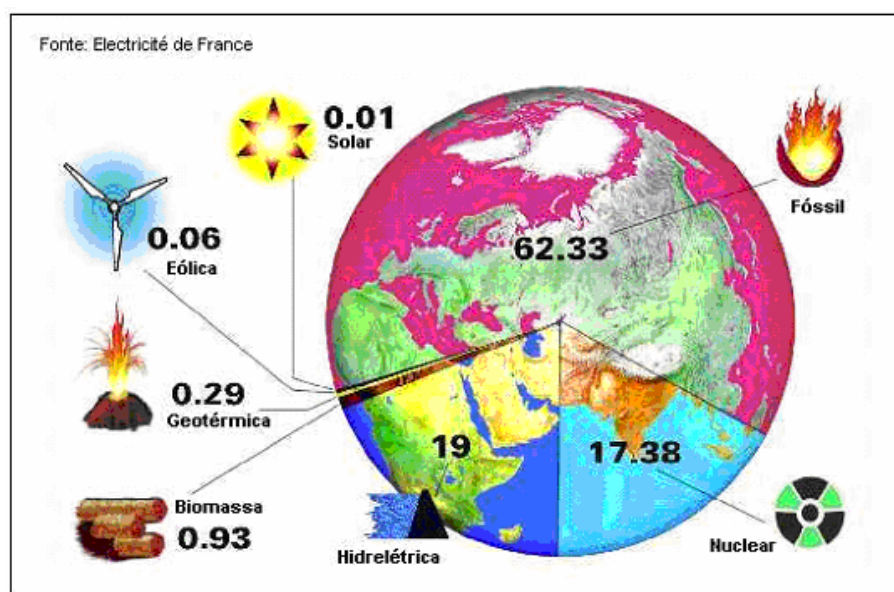 Fonte: Electricité de France
0.01
Solar
0.06
Eólica
62.33
Fóssil
0.29
Geotérmica
19
17.38
Biomassa
0.93
Hidrelétrica
Nuclear